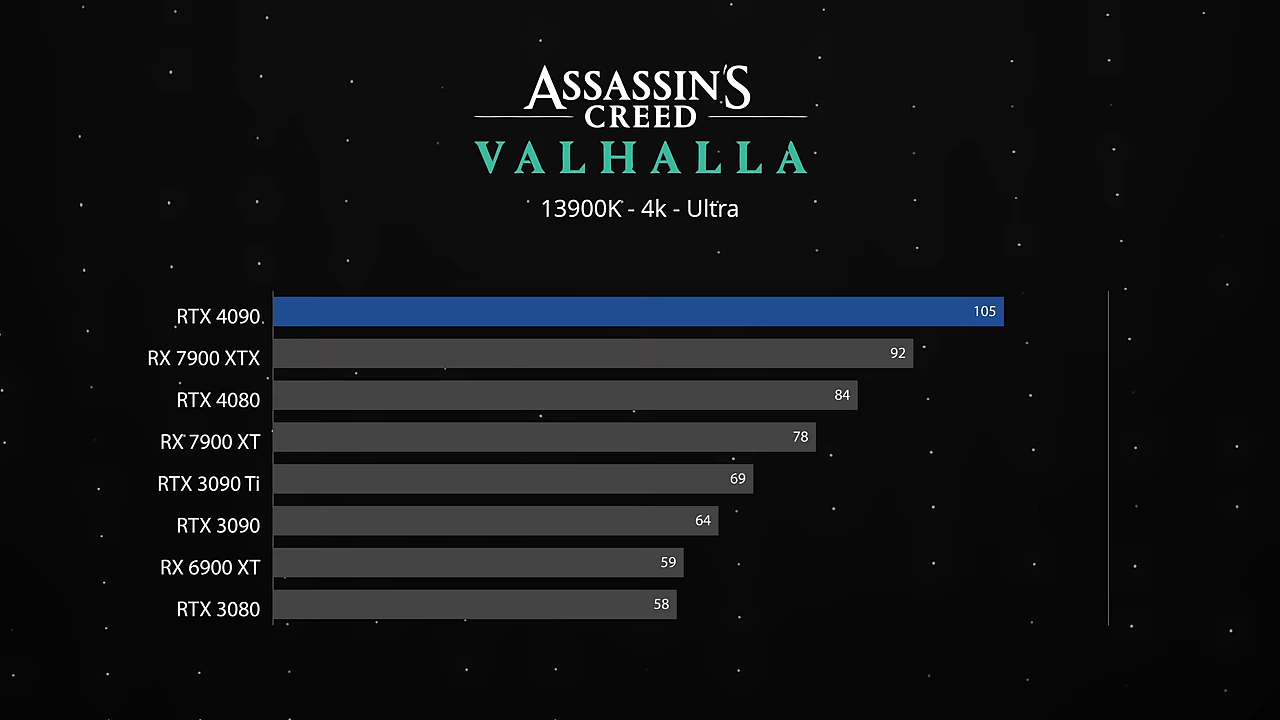 ASSASSIN'S
CREED
VALHALLA
13900K - 4k - Ultra
RTX 4090 105
RX 7900 XTX 92
RTX 4080 84
RX 7900 XT 78
RTX 3090 Ti 69
RTX 3090 64
RX 6900 XT 59
RTX 3080 58